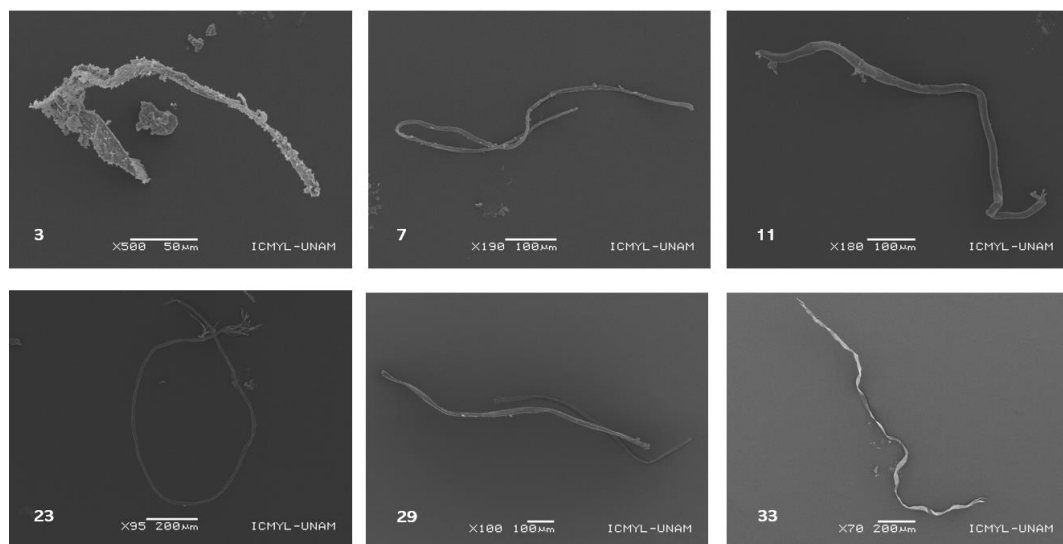 3
X500 50μm ICMYL-UNAM
7
X190 100μm ICMYL-UNAM
11
X180 100μm ICMYL-UNAM
23
X95 200μm ICMYL-UNAM
29
X100 100μm ICMYL-UNAM
33
X70 200μm ICMYL-UNAM